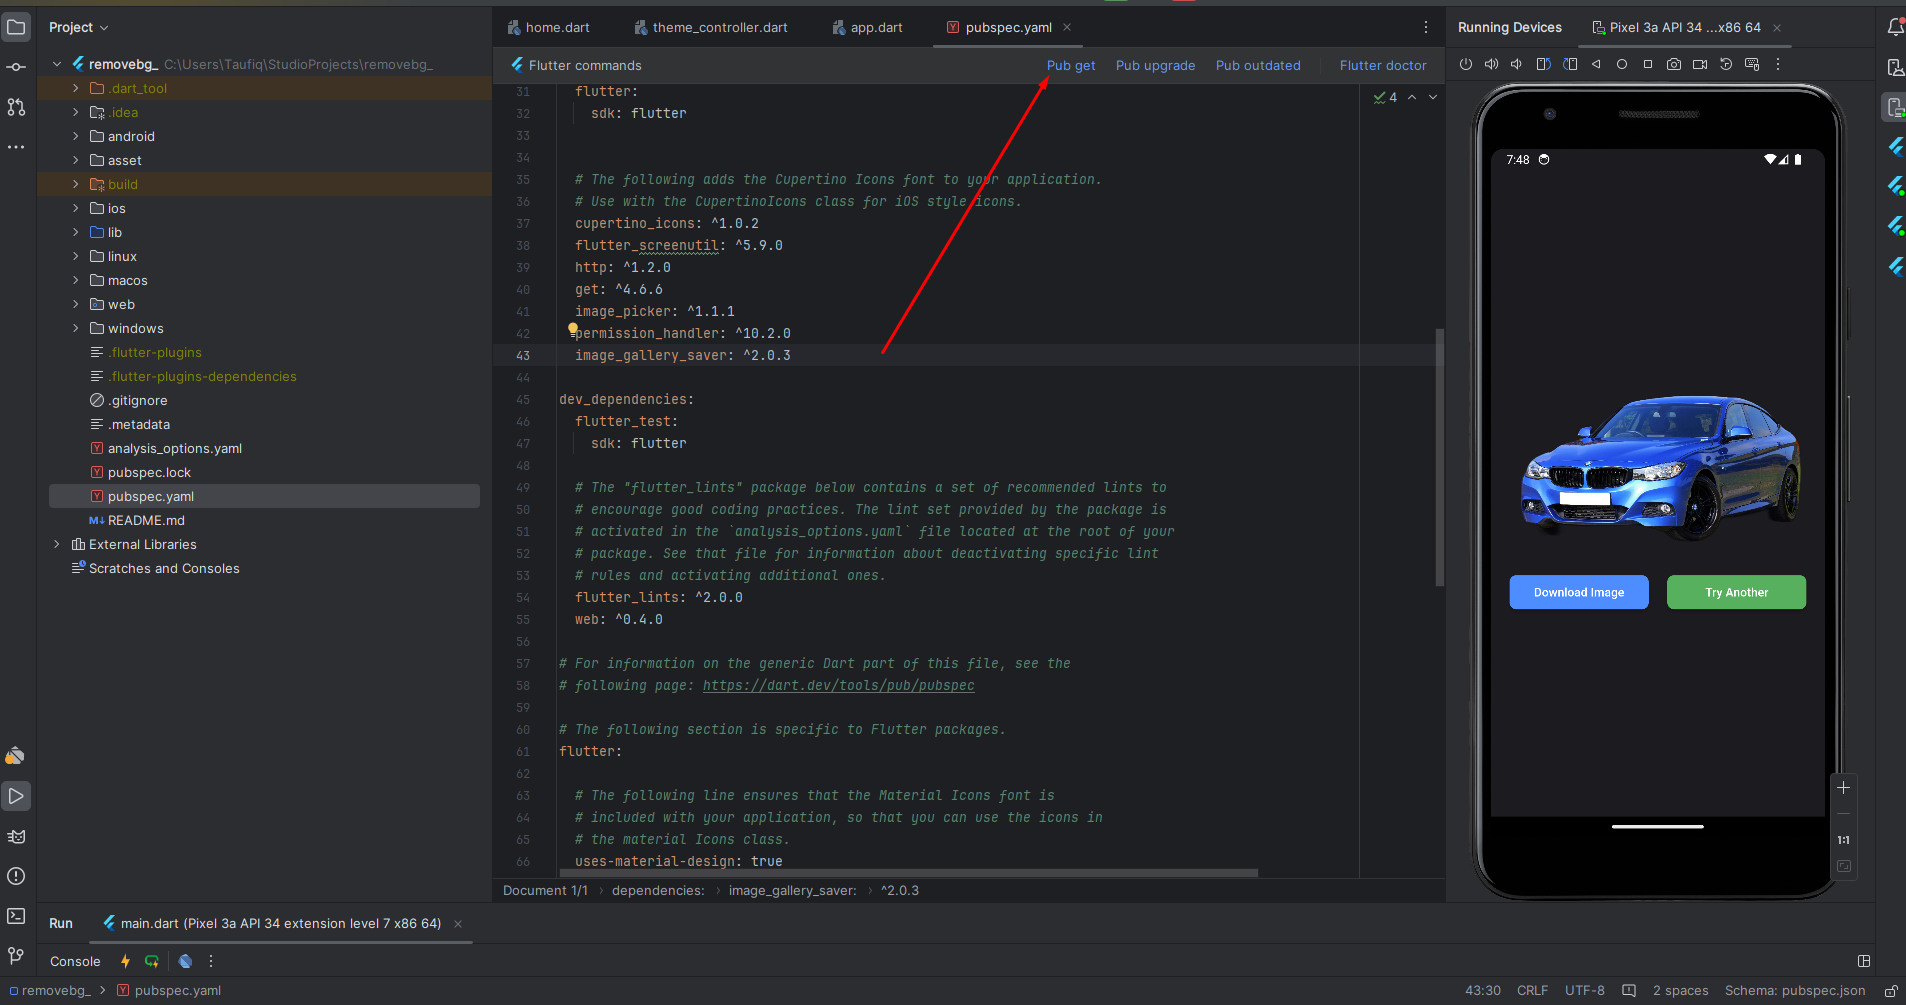 Project
home.dart
theme_controller.dart
app.dart
pubspec.yaml
Running Devices
Pixel 3a API 34 ...x86 64
removebg_ C:\Users\Taufiq\StudioProjects\removebg_
.dart_tool
.idea
android
asset
build
ios
lib
linux
macos
web
windows
.flutter-plugins
.flutter-plugins-dependencies
.gitignore
.metadata
analysis_options.yaml
pubspec.lock
pubspec.yaml
README.md
External Libraries
Scratches and Consoles
Flutter commands
Pub get
Pub upgrade
Pub outdated
Flutter doctor
4
31 flutter:
32 sdk: flutter
33
34
35 # The following adds the Cupertino Icons font to your application.
36 # Use with the CupertinoIcons class for iOS style icons.
37 cupertino_icons: ^1.0.2
38 flutter_screenutil: ^5.9.0
39 http: ^1.2.0
40 get: ^4.6.6
41 image_picker: ^1.1.1
42 permission_handler: ^10.2.0
43 image_gallery_saver: ^2.0.3
44
45 dev_dependencies:
46 flutter_test:
47 sdk: flutter
48
49 # The "flutter_lints" package below contains a set of recommended lints to
50 # encourage good coding practices. The lint set provided by the package is
51 # activated in the `analysis_options.yaml` file located at the root of your
52 # package. See that file for information about deactivating specific lint
53 # rules and activating additional ones.
54 flutter_lints: ^2.0.0
55 web: ^0.4.0
56
57 # For information on the generic Dart part of this file, see the
58 # following page: https://dart.dev/tools/pub/pubspec
59
60 # The following section is specific to Flutter packages.
61 flutter:
62
63 # The following line ensures that the Material Icons font is
64 # included with your application, so that you can use the icons in
65 # the material Icons class.
66 uses-material-design: true
Document 1/1 › dependencies: › image_gallery_saver: › ^2.0.3
7:48
Download Image
Try Another
1:1
Run
main.dart (Pixel 3a API 34 extension level 7 x86 64)
Console
removebg_ > pubspec.yaml
43:30 CRLF UTF-8 2 spaces Schema: pubspec.json